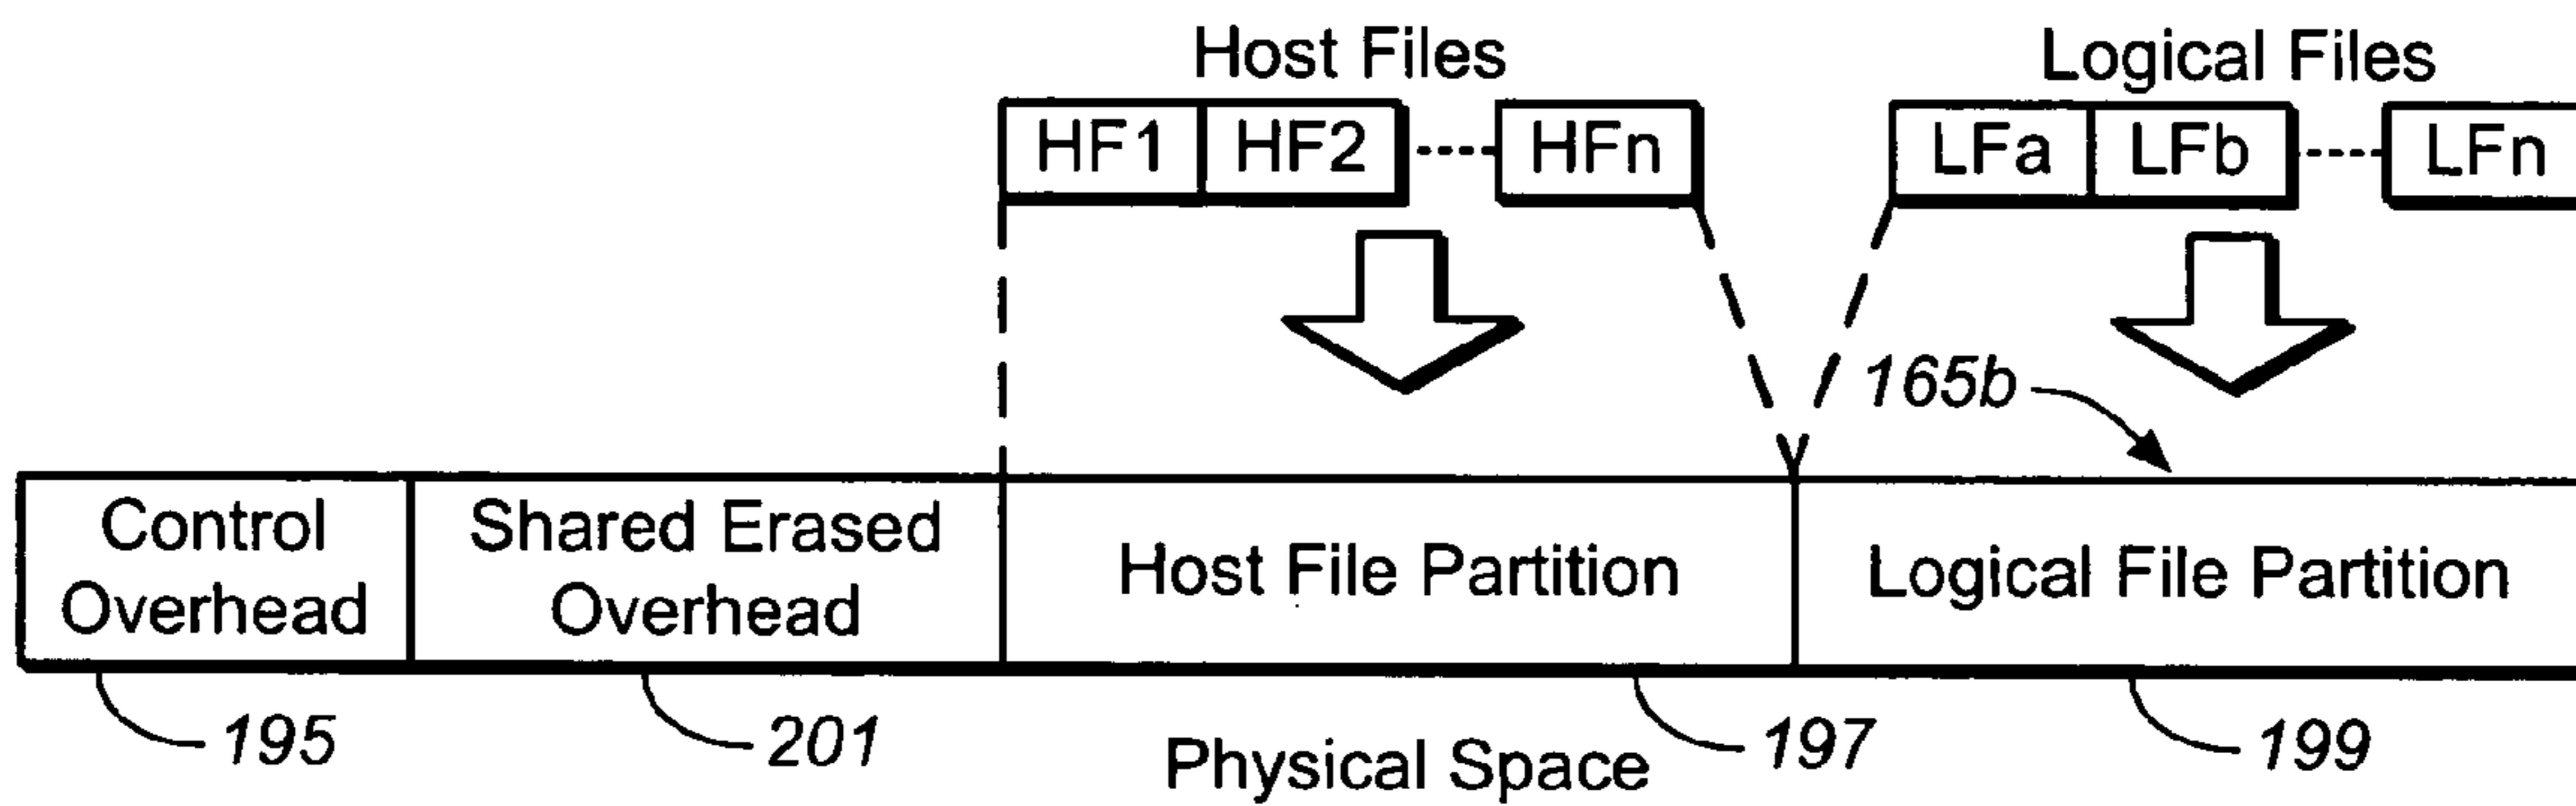 Host Files
Logical Files
HF1 HF2 HFn
LFa LFb LFn
165b
Control
Overhead
Shared Erased
Overhead
Host File Partition
Logical File Partition
195
201
197
199
Physical Space